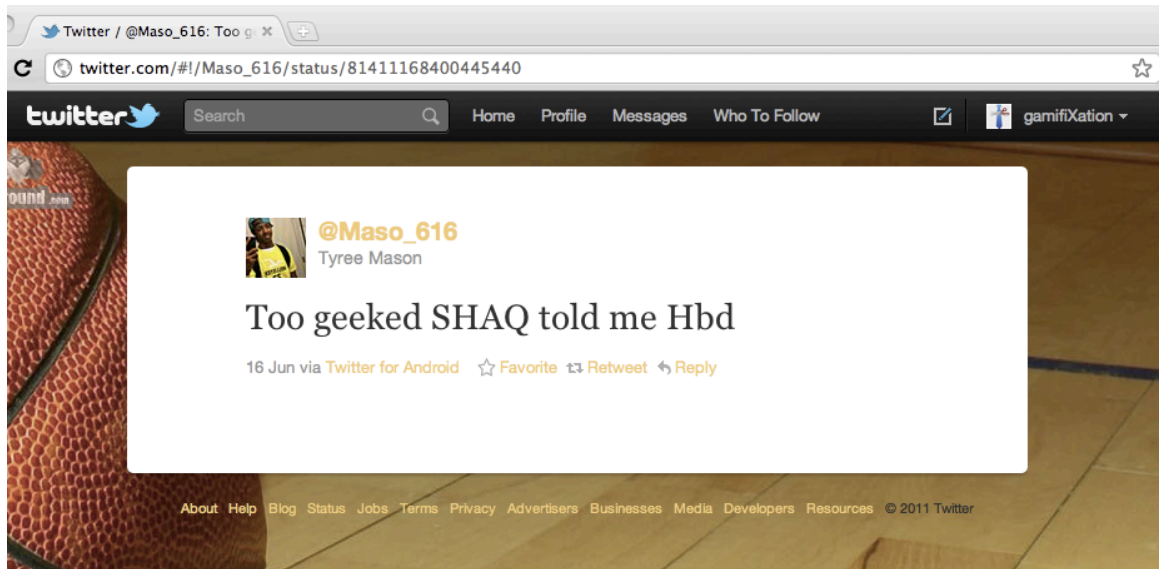 Twitter / @Maso_616: Too g
twitter.com/#!/Maso_616/status/81411168400445440
twitter Search Home Profile Messages Who To Follow gamifiXation
ound.com
@Maso_616
Tyree Mason
Too geeked SHAQ told me Hbd
16 Jun via Twitter for Android Favorite Retweet Reply
About Help Blog Status Jobs Terms Privacy Advertisers Businesses Media Developers Resources © 2011 Twitter